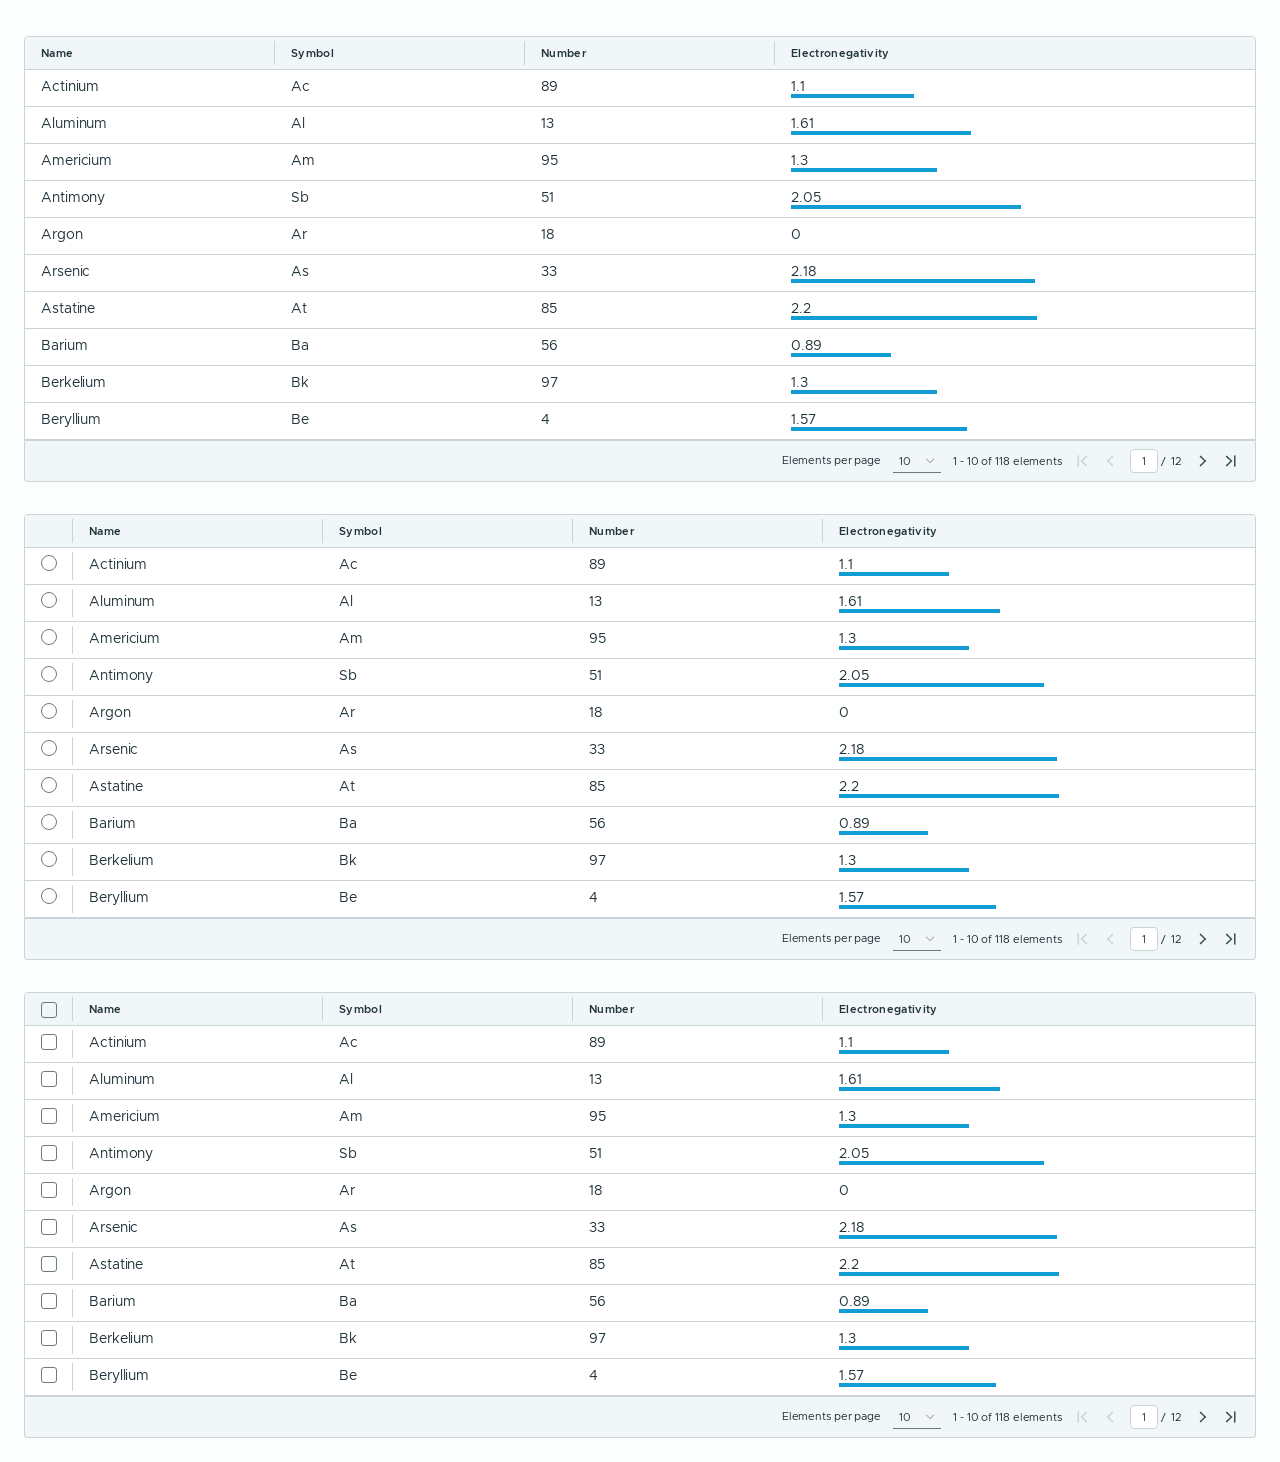 Name Symbol Number Electronegativity
Actinium Ac 89 1.1
Aluminum Al 13 1.61
Americium Am 95 1.3
Antimony Sb 51 2.05
Argon Ar 18 0
Arsenic As 33 2.18
Astatine At 85 2.2
Barium Ba 56 0.89
Berkelium Bk 97 1.3
Beryllium Be 4 1.57
Elements per page 10 1 - 10 of 118 elements 1 / 12
Name Symbol Number Electronegativity
Actinium Ac 89 1.1
Aluminum Al 13 1.61
Americium Am 95 1.3
Antimony Sb 51 2.05
Argon Ar 18 0
Arsenic As 33 2.18
Astatine At 85 2.2
Barium Ba 56 0.89
Berkelium Bk 97 1.3
Beryllium Be 4 1.57
Elements per page 10 1 - 10 of 118 elements 1 / 12
Name Symbol Number Electronegativity
Actinium Ac 89 1.1
Aluminum Al 13 1.61
Americium Am 95 1.3
Antimony Sb 51 2.05
Argon Ar 18 0
Arsenic As 33 2.18
Astatine At 85 2.2
Barium Ba 56 0.89
Berkelium Bk 97 1.3
Beryllium Be 4 1.57
Elements per page 10 1 - 10 of 118 elements 1 / 12